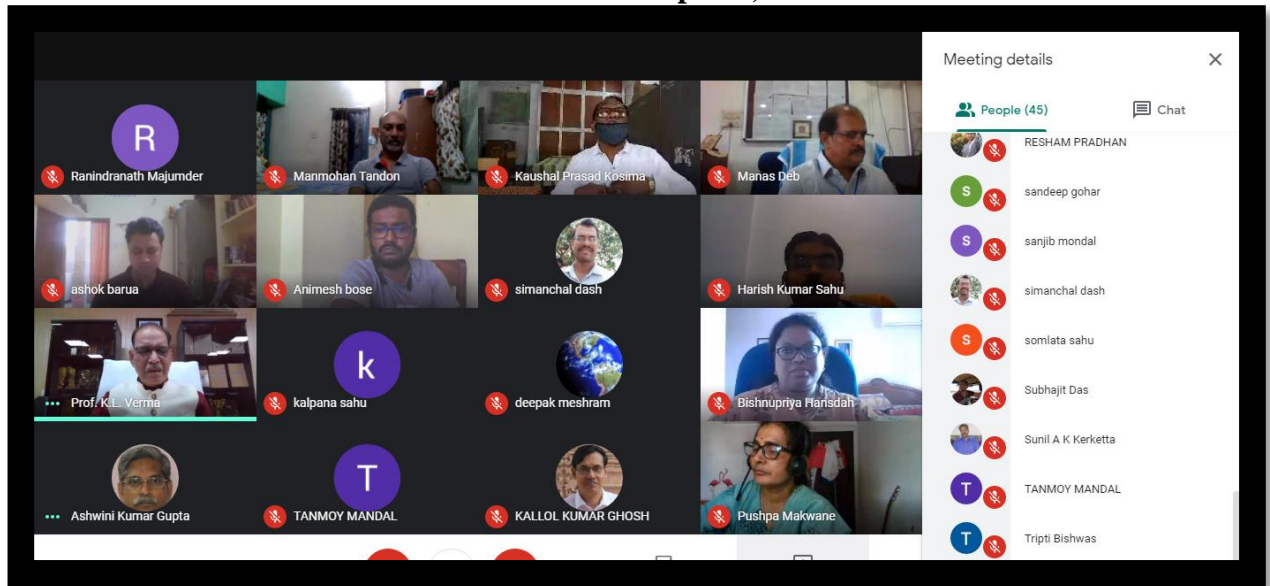 Meeting details
People (45)
Chat
R
Ranindranath Majumder
Manmohan Tandon
Kaushal Prasad Kosima
Manas Deb
ashok barua
Animesh bose
simanchal dash
Harish Kumar Sahu
Prof. K.L. Verma
k
kalpana sahu
deepak meshram
Bishnupriya Hansdah
Ashwini Kumar Gupta
T
TANMOY MANDAL
KALLOL KUMAR GHOSH
Pushpa Makwane
RESHAM PRADHAN
S
sandeep gohar
S
sanjib mondal
simanchal dash
S
somlata sahu
Subhajit Das
Sunil A K Kerketta
T
TANMOY MANDAL
T
Tripti Bishwas